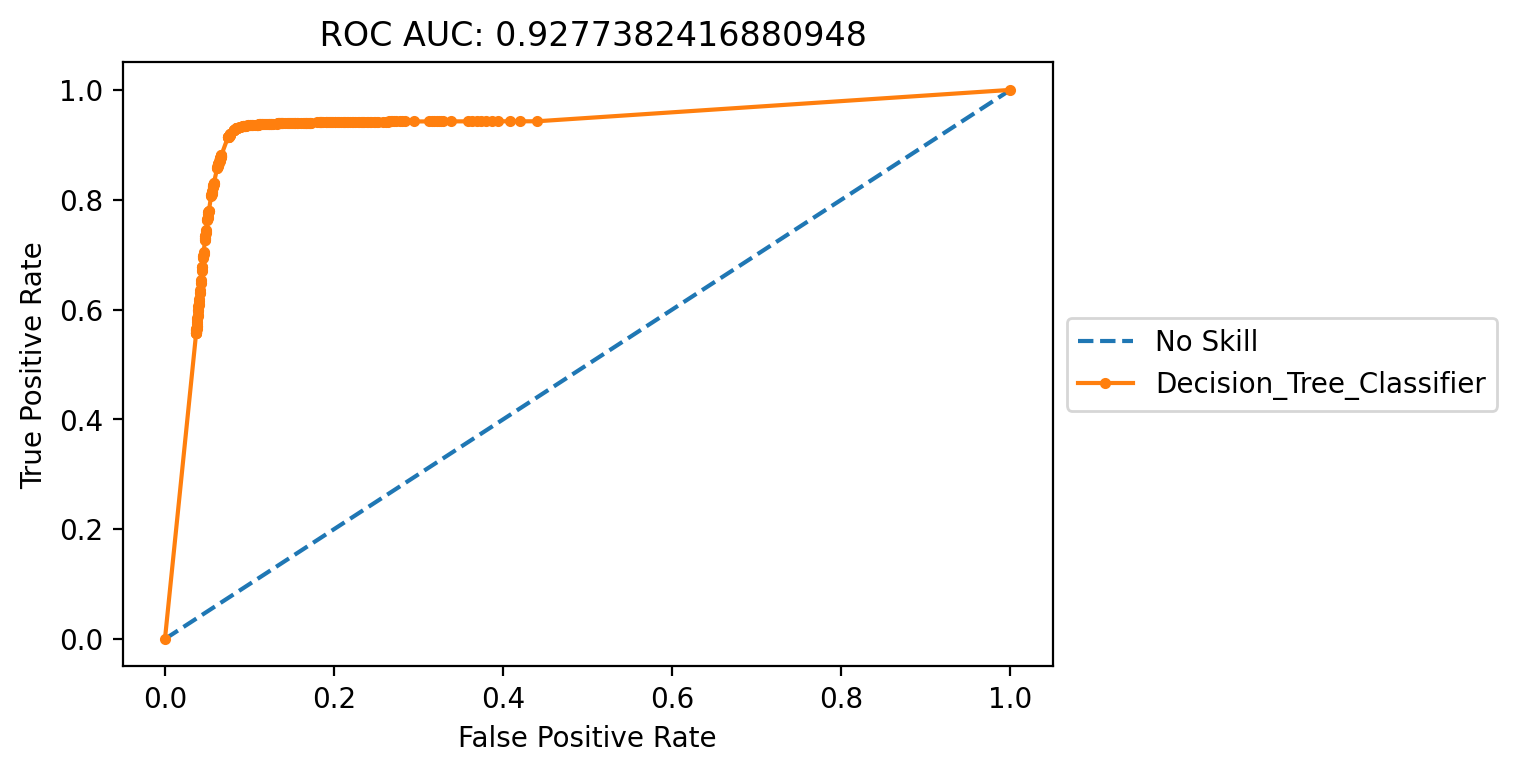 ROC AUC: 0.9277382416880948
1.0
0.8
0.6
0.4
0.2
0.0
True Positive Rate
0.0 0.2 0.4 0.6 0.8 1.0
False Positive Rate
No Skill
Decision_Tree_Classifier